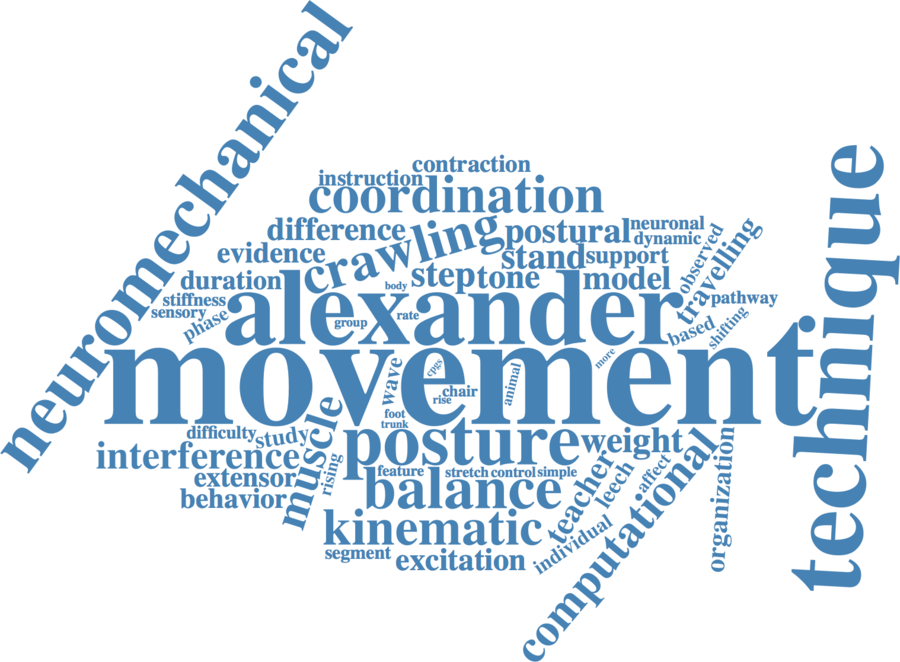 neuromechanical
contraction
instruction
coordination
difference
crawling
postural
neuronal
dynamic
evidence
stand
support
observed
travelling
duration
step
tone
model
body
stiffness
sensory
phase
alexander
group
rate
pathway
based
shifting
technique
movement
more
wave
cpgs
chair
rise
animal
foot
trunk
difficulty
study
muscle
posture
weight
interference
rising
feature
stretch
control
simple
teacher
leech
affect
computational
organization
extensor
behavior
balance
kinematic
individual
segment
excitation